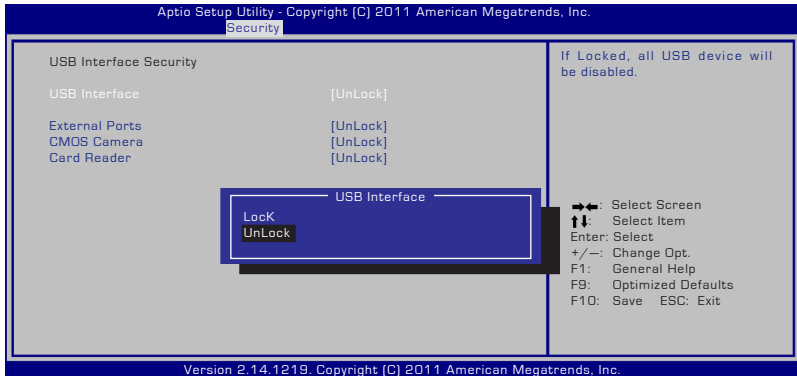 Aptio Setup Utility - Copyright (C) 2011 American Megatrends, Inc.
Security
USB Interface Security
USB Interface [UnLock]
External Ports [UnLock]
CMOS Camera [UnLock]
Card Reader [UnLock]
USB Interface
LocK
UnLock
If Locked, all USB device will
be disabled.
→←: Select Screen
↑↓: Select Item
Enter: Select
+/—: Change Opt.
F1: General Help
F9: Optimized Defaults
F10: Save ESC: Exit
Version 2.14.1219. Copyright (C) 2011 American Megatrends, Inc.